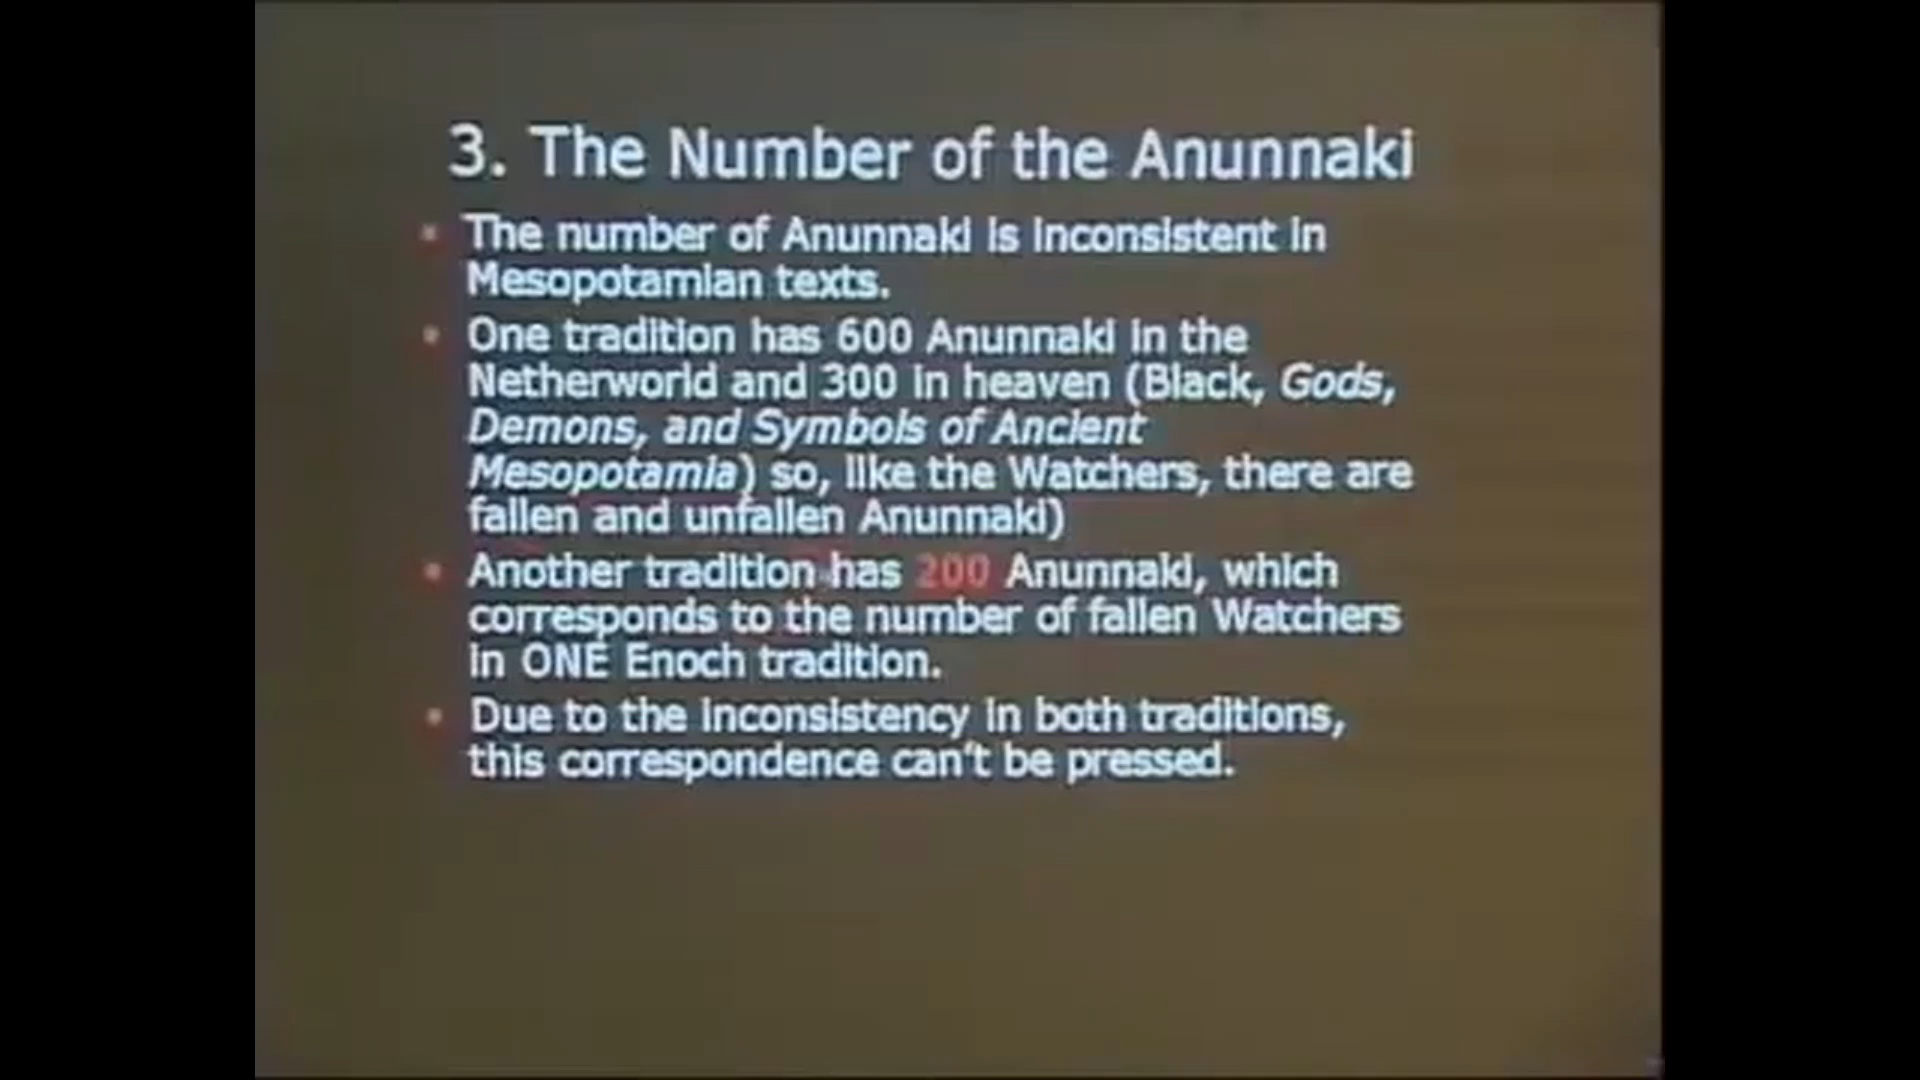 3. The Number of the Anunnaki
• The number of Anunnaki is inconsistent in
Mesopotamian texts.
• One tradition has 600 Anunnaki in the
Netherworld and 300 in heaven (Black, Gods,
Demons, and Symbols of Ancient
Mesopotamia) so, like the Watchers, there are
fallen and unfallen Anunnaki)
• Another tradition has 200 Anunnaki, which
corresponds to the number of fallen Watchers
in ONE Enoch tradition.
• Due to the inconsistency in both traditions,
this correspondence can't be pressed.